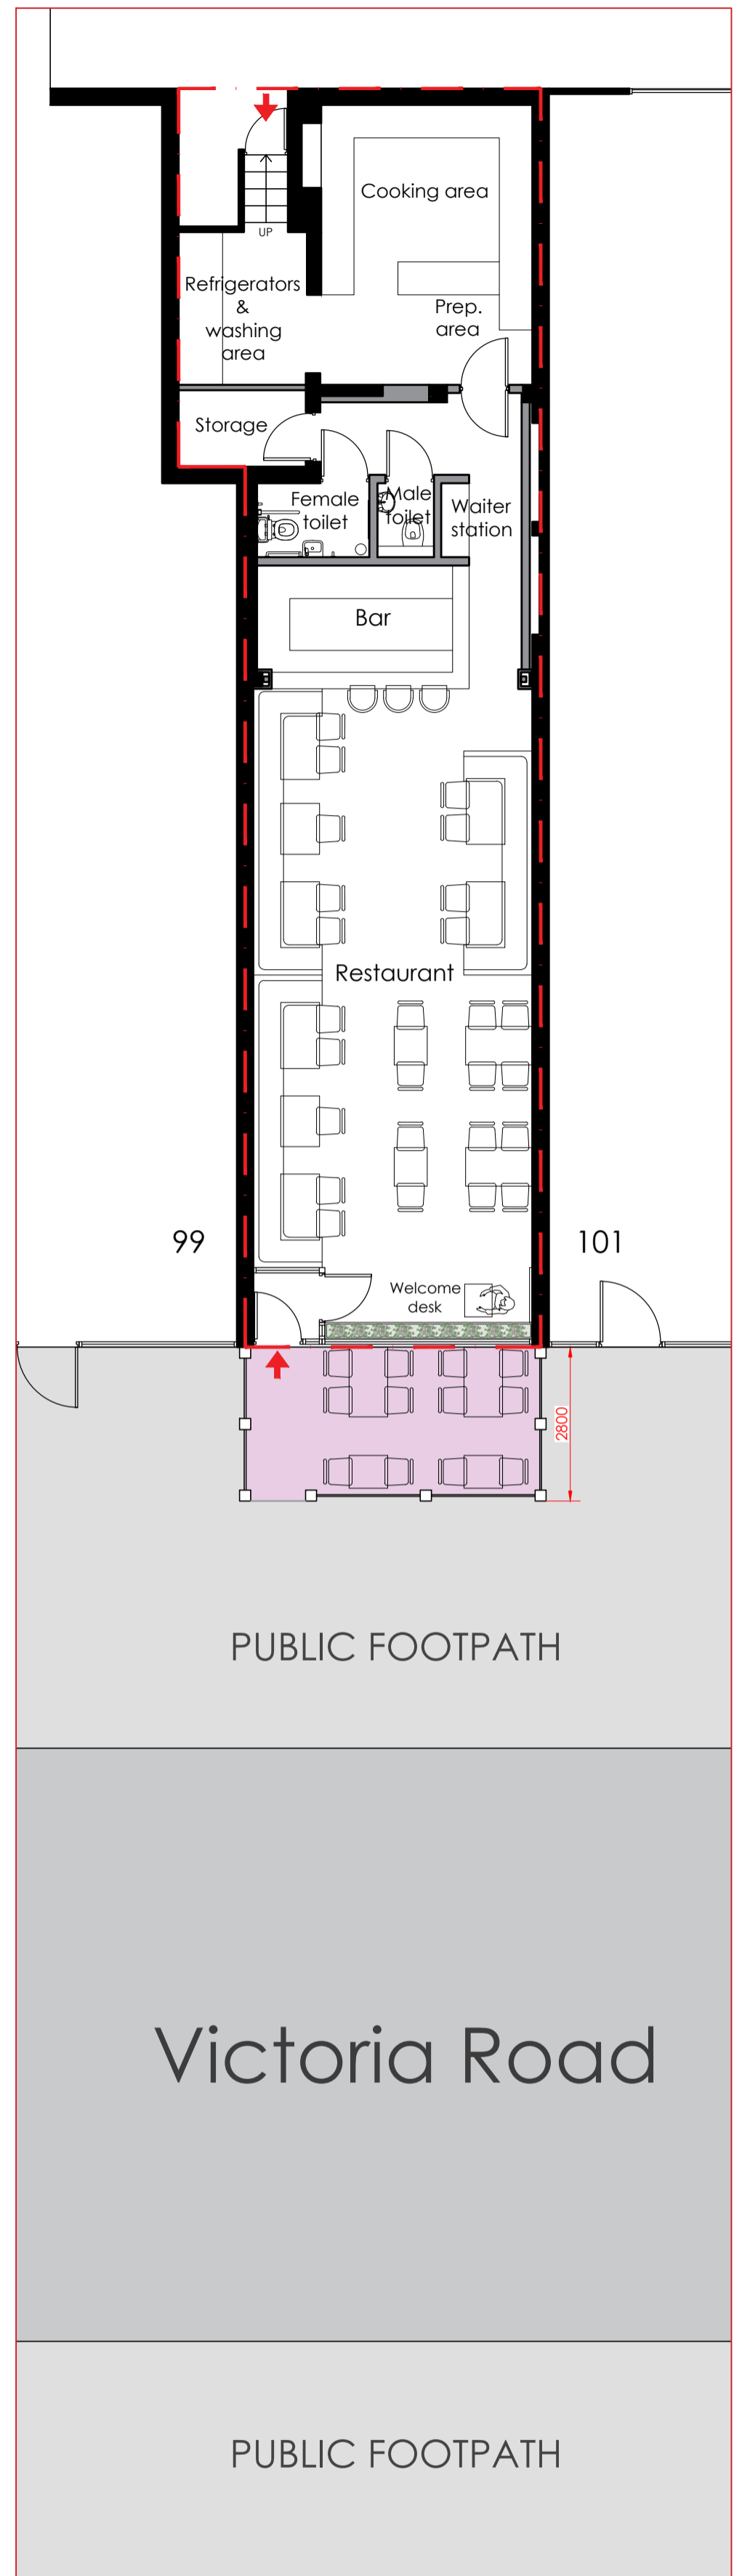 Cooking area
UP
Refrigerators
&
washing
area
Prep.
area
Storage
Female
toilet
Male
toilet
Waiter
station
Bar
Restaurant
99
101
Welcome
desk
2800
PUBLIC FOOTPATH
Victoria Road
PUBLIC FOOTPATH